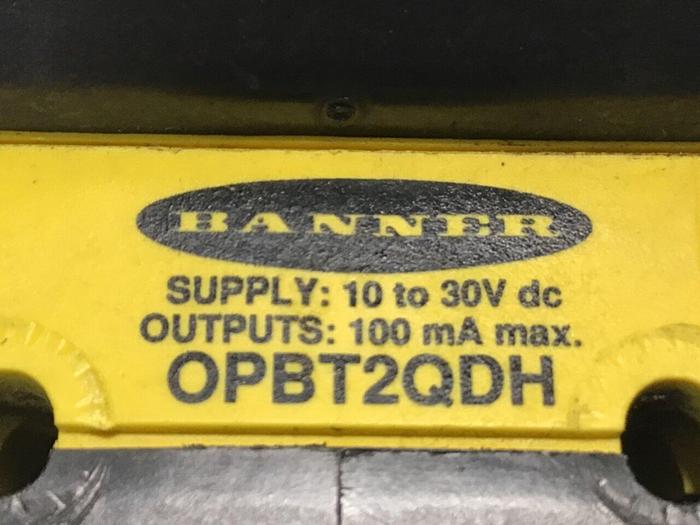 BANNER
SUPPLY: 10 to 30V dc
OUTPUTS: 100 mA max.
OPBT2QDH